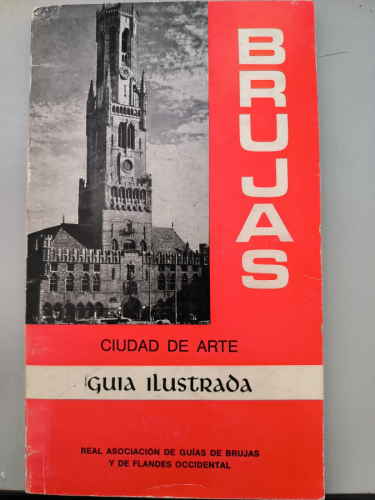 BRUJAS
CIUDAD DE ARTE
GUIA ILUSTRADA
REAL ASOCIACIÓN DE GUÍAS DE BRUJAS
Y DE FLANDES OCCIDENTAL